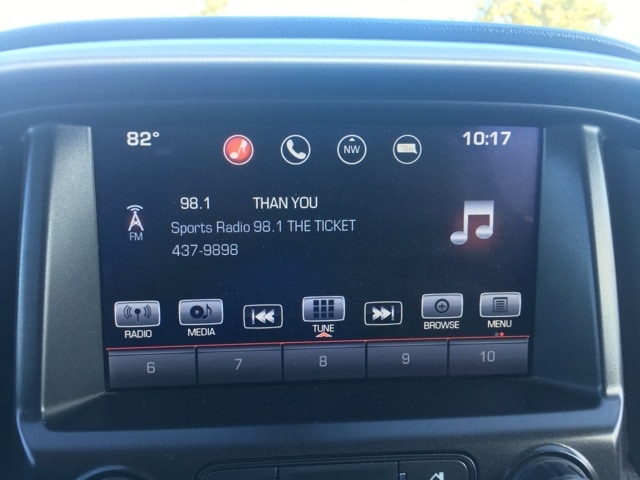 82° NW 10:17
98.1 THAN YOU
FM Sports Radio 98.1 THE TICKET
437-9898
RADIO MEDIA TUNE BROWSE MENU
6 7 8 9 10